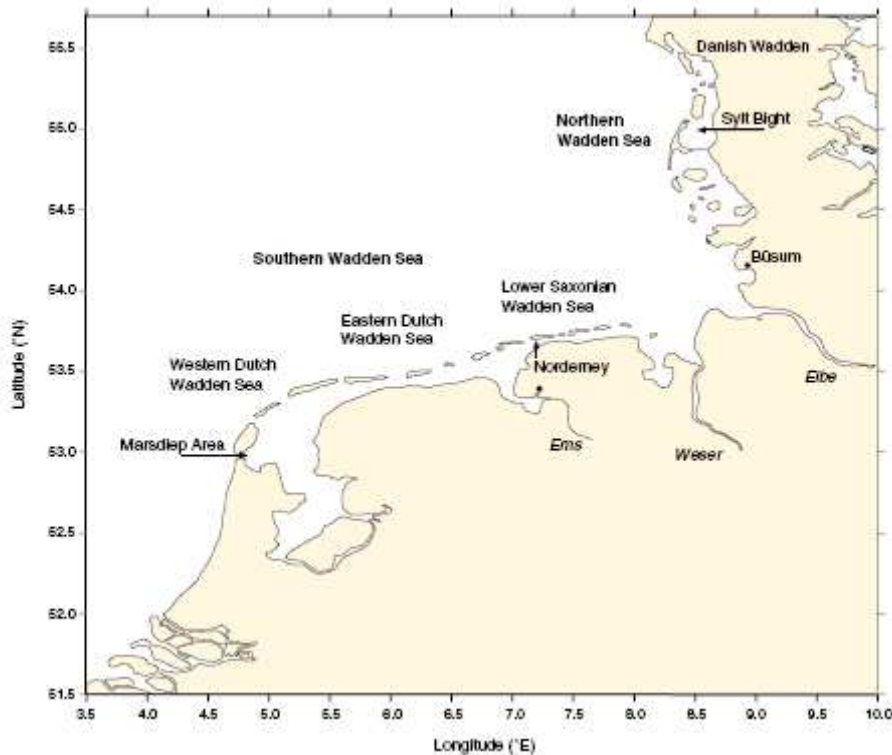 Danish Wadden
Northern
Wadden Sea
Sylt Bight
Southern Wadden Sea
Büsum
Lower Saxonian
Wadden Sea
Eastern Dutch
Wadden Sea
Western Dutch
Wadden Sea
Norderney
Elbe
Marsdiep Area
Ems
Weser
Latitude (°N)
55.5
55.0
54.5
54.0
53.5
53.0
52.5
52.0
51.5
3.5 4.0 4.5 5.0 5.5 6.0 6.5 7.0 7.5 8.0 8.5 9.0 9.5 10.0
Longitude (°E)